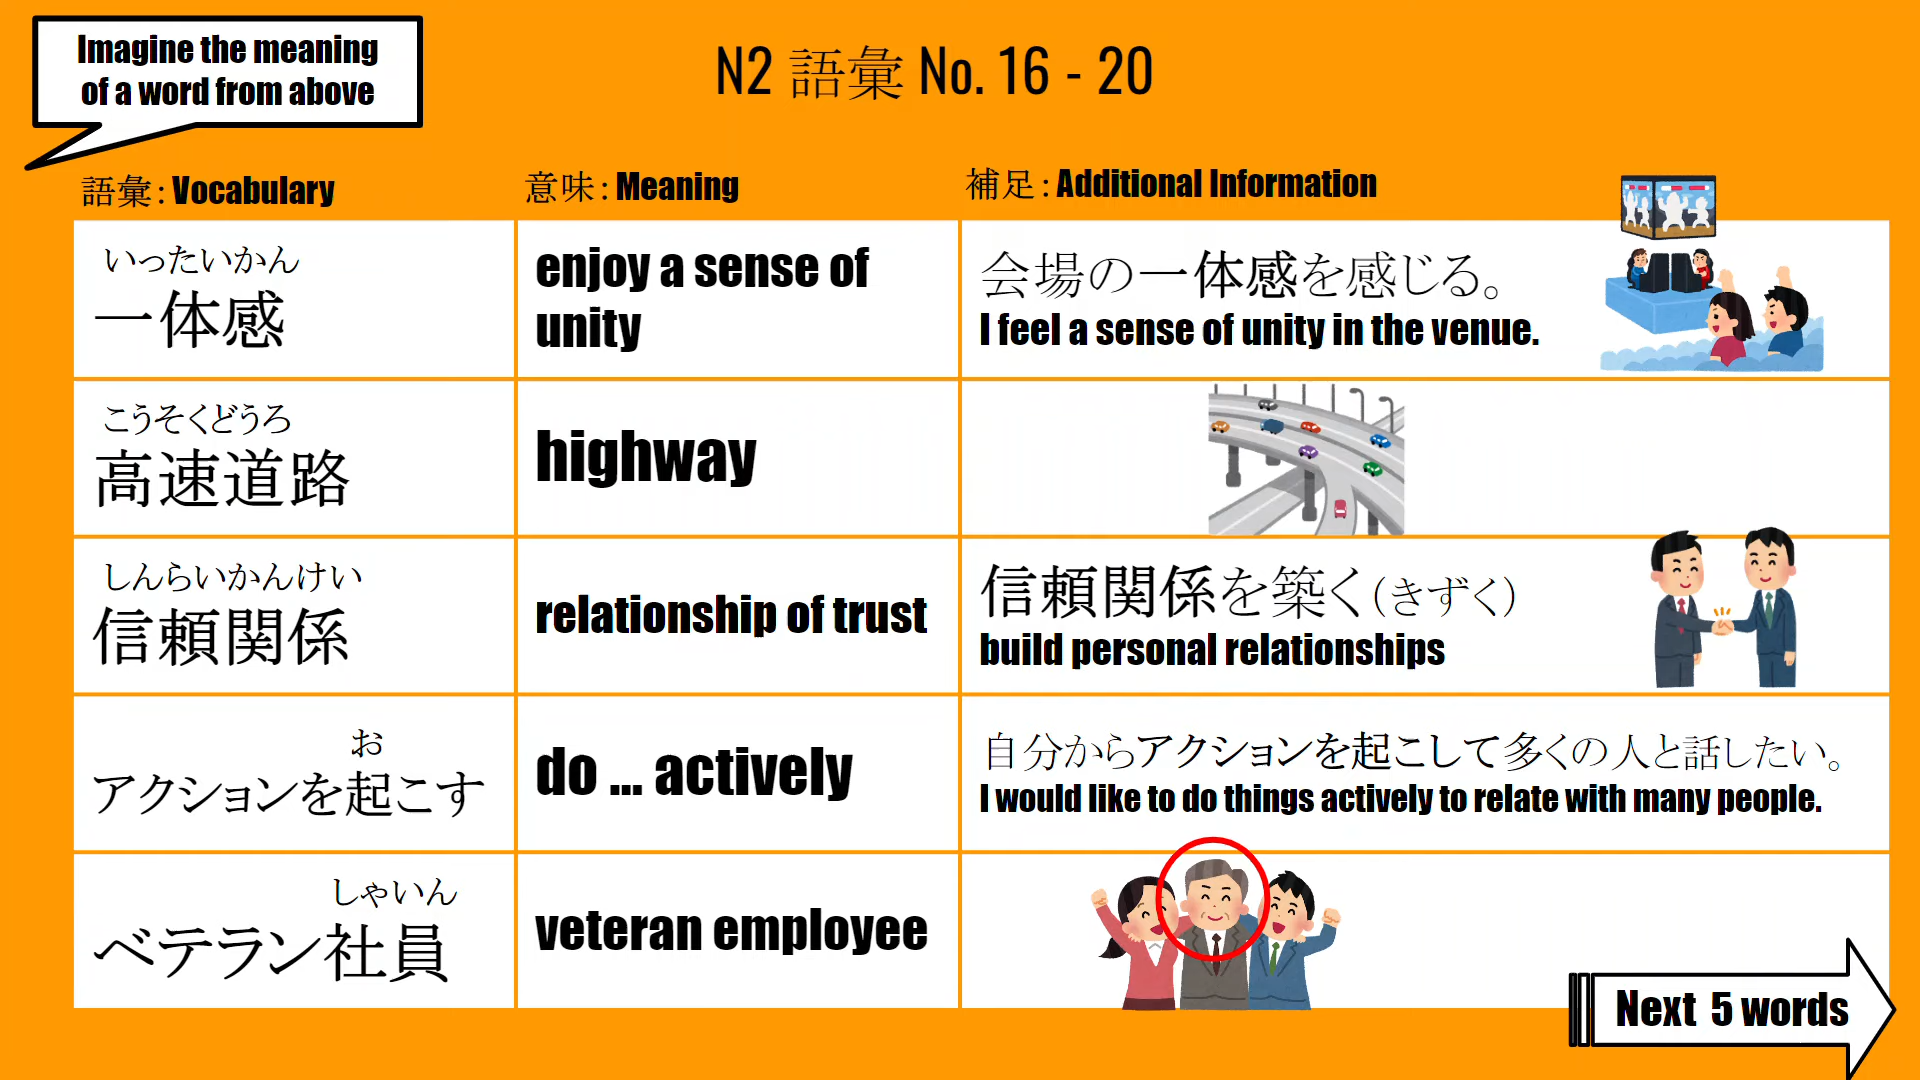 Imagine the meaning
of a word from above
N2 語彙 No. 16 - 20
語彙 : Vocabulary
意味 : Meaning
補足 : Additional Information
いったいかん
一体感
enjoy a sense of
unity
会場の一体感を感じる。
I feel a sense of unity in the venue.
こうそくどうろ
高速道路
highway
しんらいかんけい
信頼関係
relationship of trust
信頼関係を築く（きずく）
build personal relationships
お
アクションを起こす
do ... actively
自分からアクションを起こして多くの人と話したい。
I would like to do things actively to relate with many people.
しゃいん
ベテラン社員
veteran employee
Next 5 words